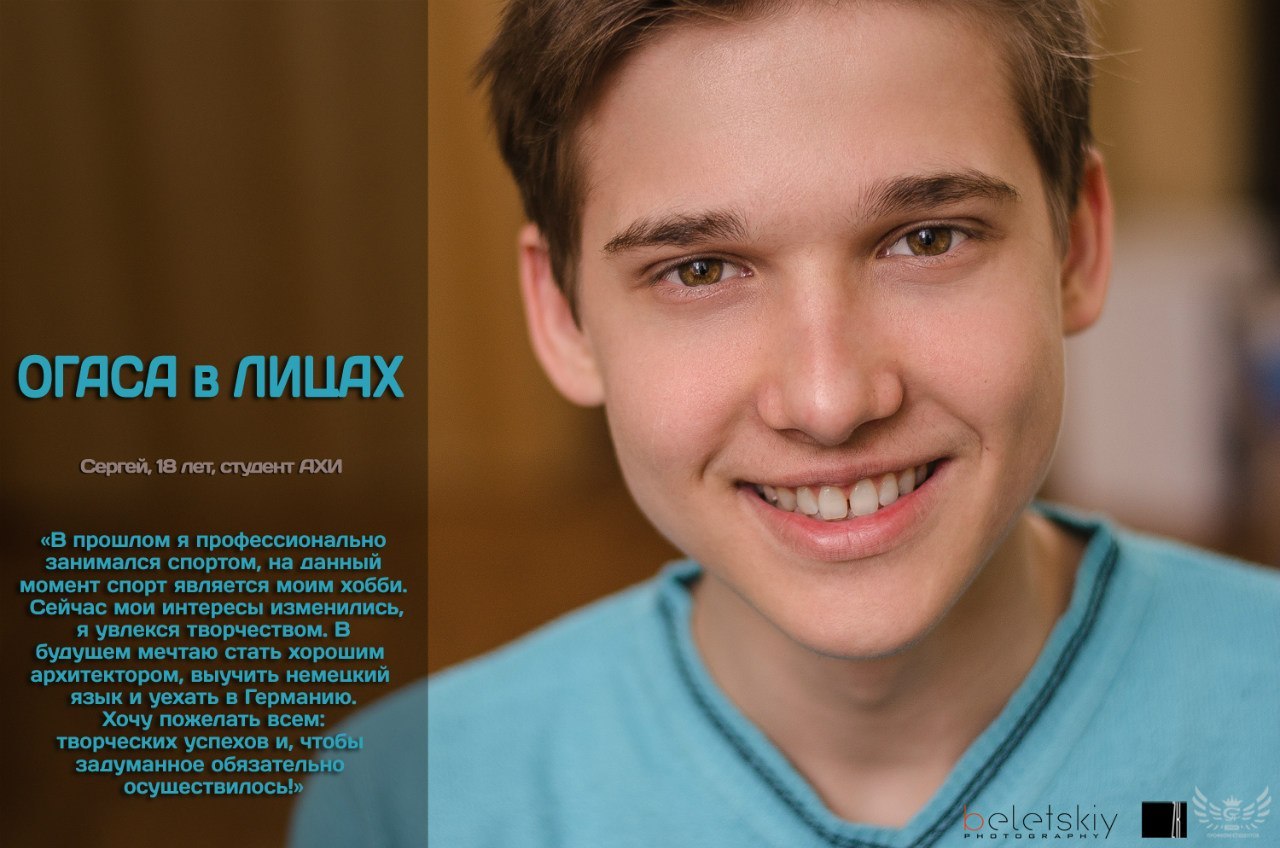 ОГАСА в ЛИЦАХ
Сергей, 18 лет, студент АХИ
«В прошлом я профессионально
занимался спортом, на данный
момент спорт является моим хобби.
Сейчас мои интересы изменились,
я увлекся творчеством. В
будущем мечтаю стать хорошим
архитектором, выучить немецкий
язык и уехать в Германию.
Хочу пожелать всем:
творческих успехов и, чтобы
задуманное обязательно
осуществилось!»
beletskiy
PHOTOGRAPHY